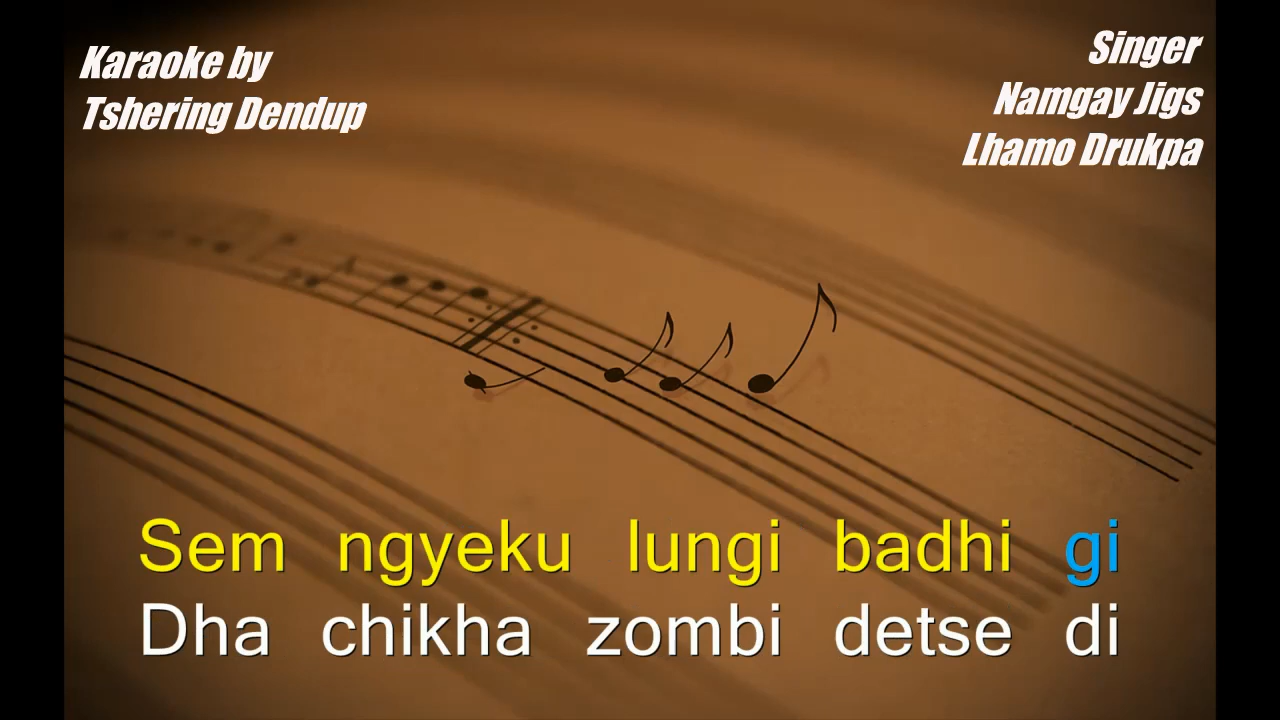 Karaoke by
Tshering Dendup
Singer
Namgay Jigs
Lhamo Drukpa
Sem ngyeku lungi badhi gi
Dha chikha zombi detse di